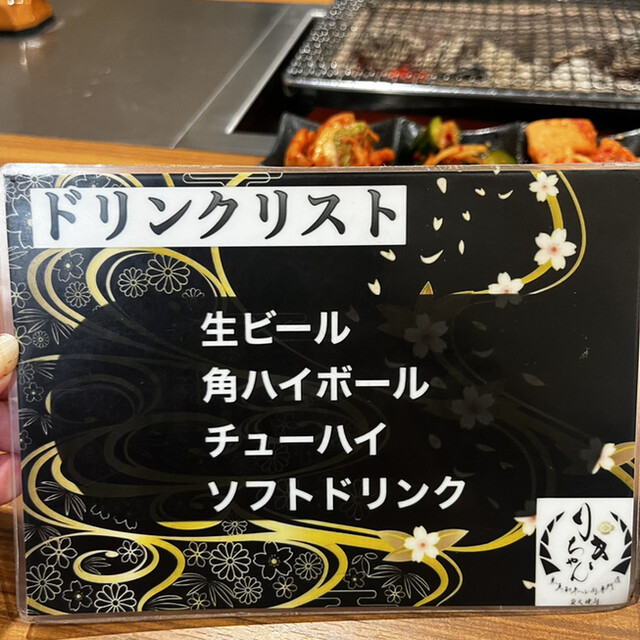 ドリンクリスト
生ビール
角ハイボール
チューハイ
ソフトドリンク